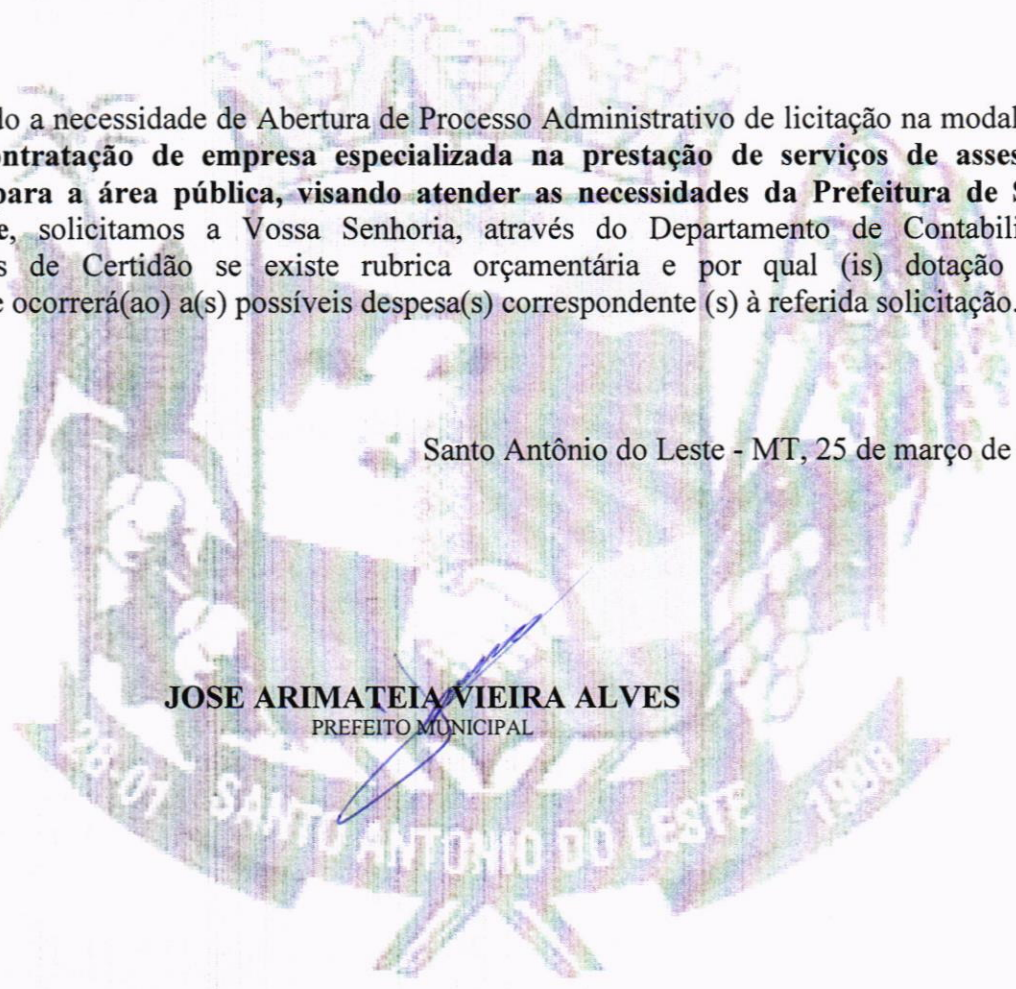 do a necessidade de Abertura de Processo Administrativo de licitação na modal
ontratação de empresa especializada na prestação de serviços de asses
para a área pública, visando atender as necessidades da Prefeitura de S
e, solicitamos a Vossa Senhoria, através do Departamento de Contabili
s de Certidão se existe rubrica orçamentária e por qual (is) dotação
e ocorrerá(ao) a(s) possíveis despesa(s) correspondente (s) à referida solicitação.
Santo Antônio do Leste - MT, 25 de março de
JOSE ARIMATEIA VIEIRA ALVES
PREFEITO MUNICIPAL
28-01 SANTO ANTONIO DO LESTE 1998